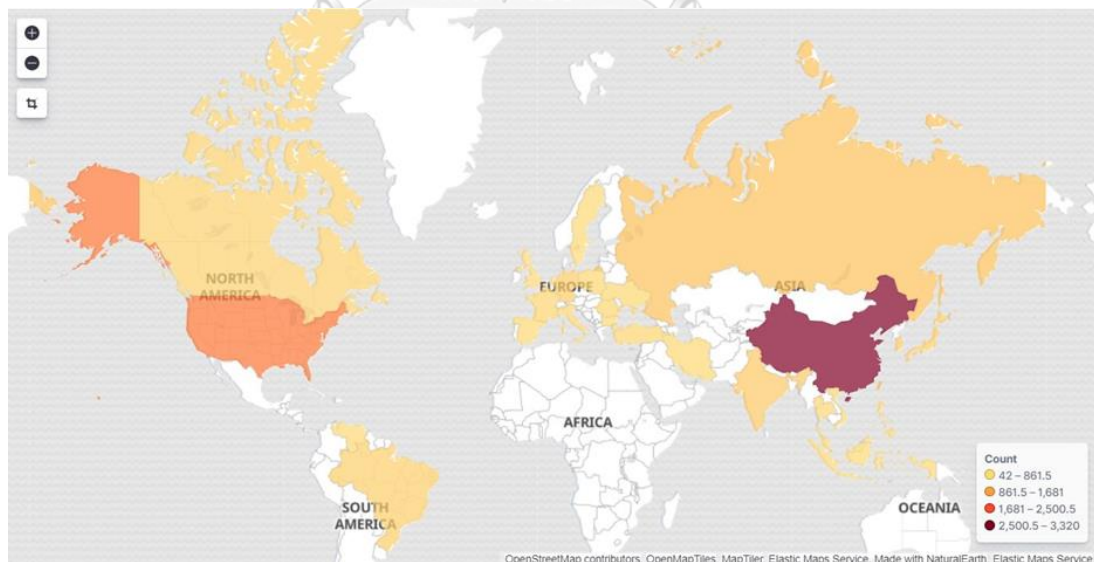 NORTH
AMERICA
EUROPE
ASIA
AFRICA
SOUTH
AMERICA
OCEANIA
Count
42 – 861.5
861.5 – 1,681
1,681 – 2,500.5
2,500.5 – 3,320
OpenStreetMap contributors, OpenMapTiles, MapTiler, Elastic Maps Service, Made with NaturalEarth, Elastic Maps Service